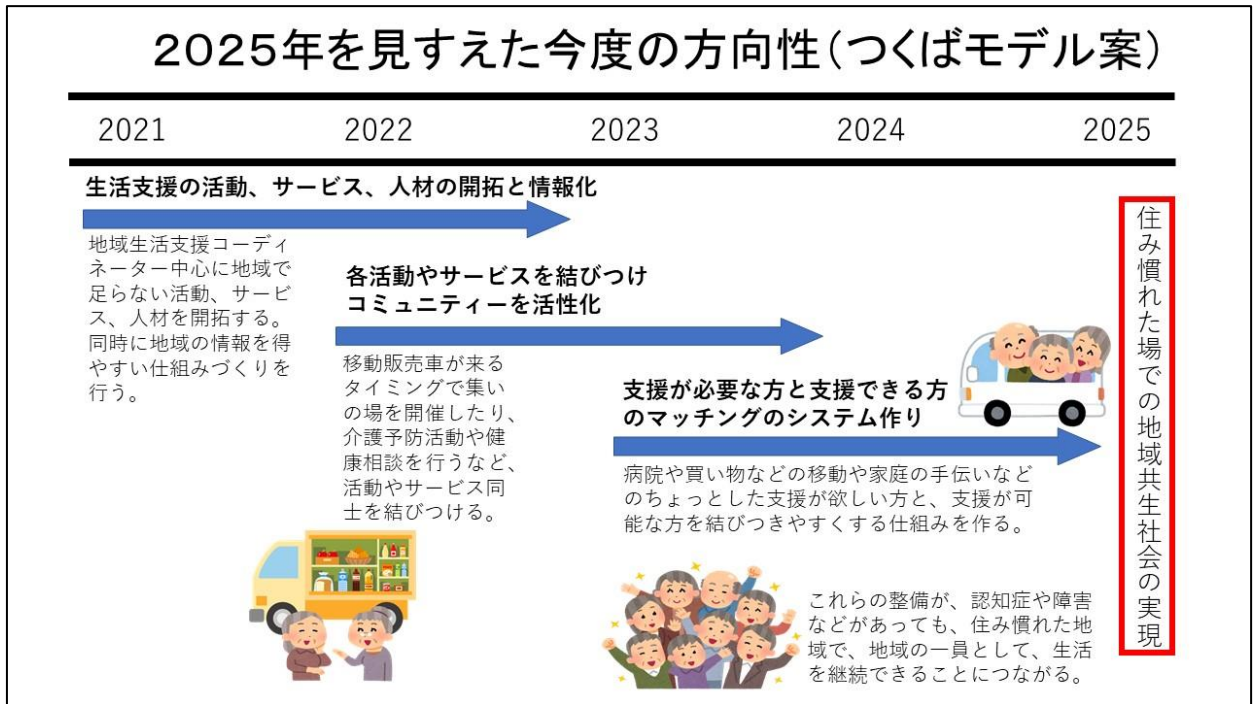 2025年を見すえた今度の方向性（つくばモデル案）
2021 2022 2023 2024 2025
生活支援の活動、サービス、人材の開拓と情報化
地域生活支援コーディ
ネーター中心に地域で
足らない活動、サービ
ス、人材を開拓する。
同時に地域の情報を得
やすい仕組みづくりを
行う。
各活動やサービスを結びつけ
コミュニティーを活性化
移動販売車が来る
タイミングで集い
の場を開催したり、
介護予防活動や健
康相談を行うなど、
活動やサービス同
士を結びつける。
支援が必要な方と支援できる方
のマッチングのシステム作り
病院や買い物などの移動や家庭の手伝いなど
のちょっとした支援が欲しい方と、支援が可
能な方を結びつきやすくする仕組みを作る。
これらの整備が、認知症や障害
などがあっても、住み慣れた地
域で、地域の一員として、生活
を継続できることにつながる。
住み慣れた場での地域共生社会の実現